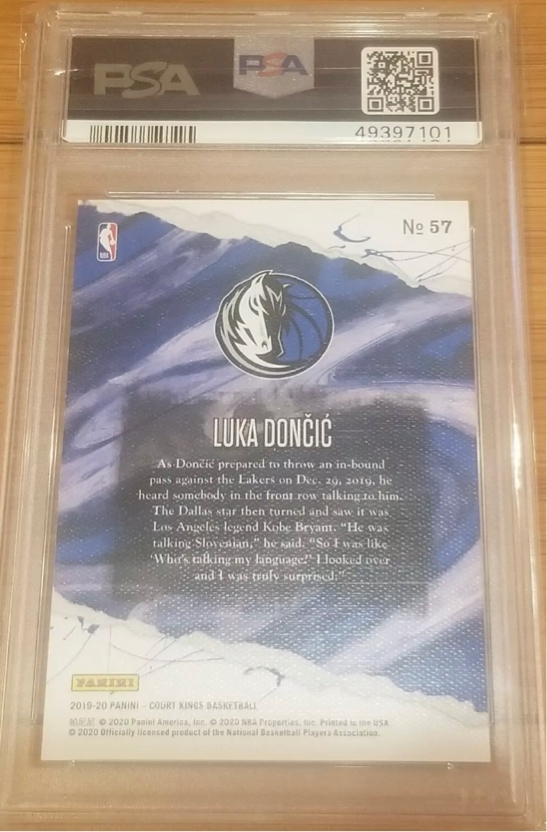 PSA PSA
49397101
NBA
№ 57
LUKA DONČIĆ
As Dončić prepared to throw an in-bound
pass against the Lakers on Dec. 29, 2019, he
heard somebody in the front row talking to him.
The Dallas star then turned and saw it was
Los Angeles legend Kobe Bryant. “He was
talking Slovenian,” he said. “So I was like
‘Who’s talking my language?’ I looked over
and I was truly surprised.”
PANINI
2019-20 PANINI – COURT KINGS BASKETBALL
© 2020 Panini America, Inc. © 2020 NBA Properties, Inc. Printed in the USA
© 2020 Officially licensed product of the National Basketball Players Association.